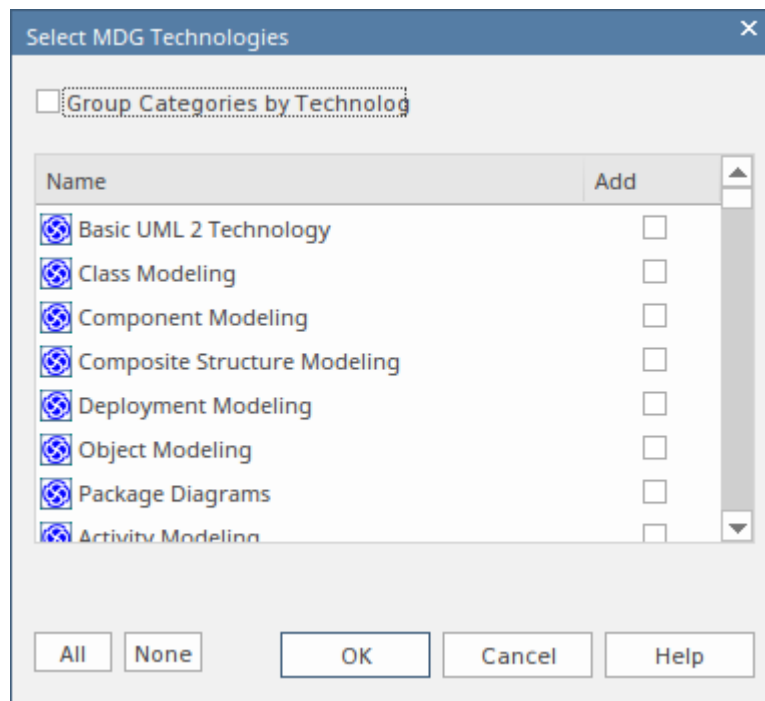 Select MDG Technologies
Group Categories by Technolog
Name Add
Basic UML 2 Technology
Class Modeling
Component Modeling
Composite Structure Modeling
Deployment Modeling
Object Modeling
Package Diagrams
Activity Modeling
All None OK Cancel Help